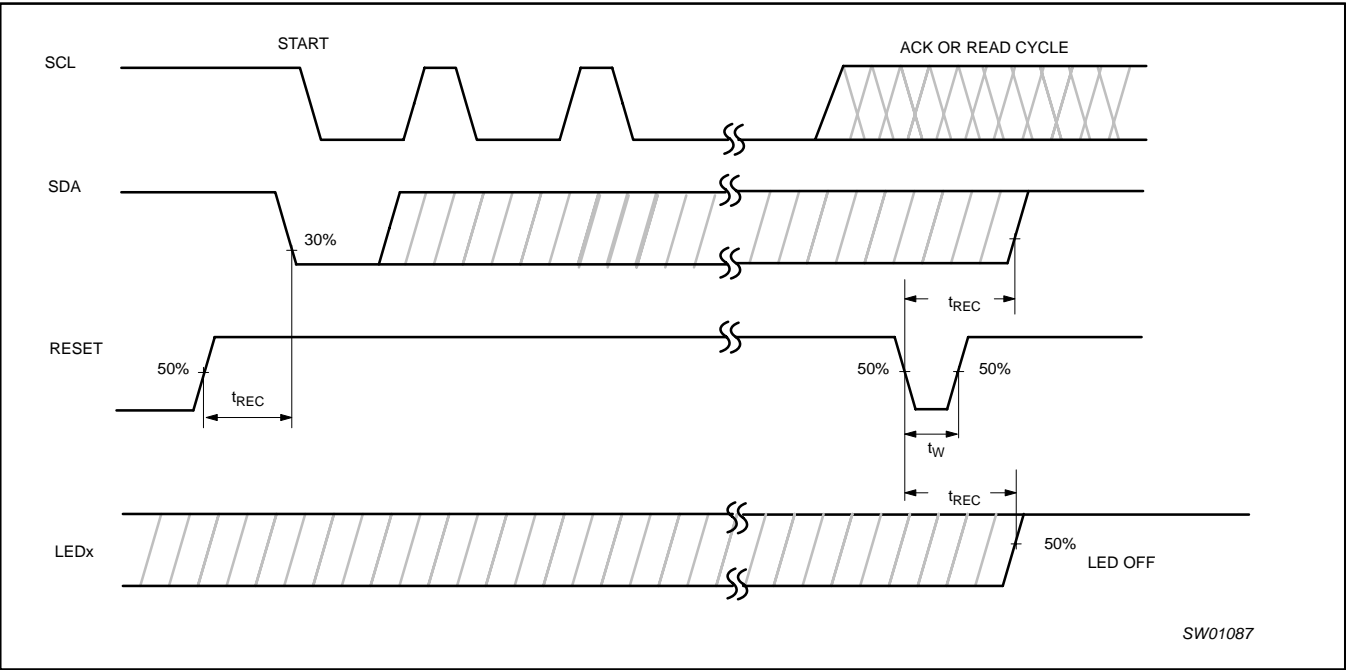 START
ACK OR READ CYCLE
SCL
SDA
30%
tREC
RESET
50%
50%
50%
tREC
tW
tREC
LEDx
50%
LED OFF
SW01087